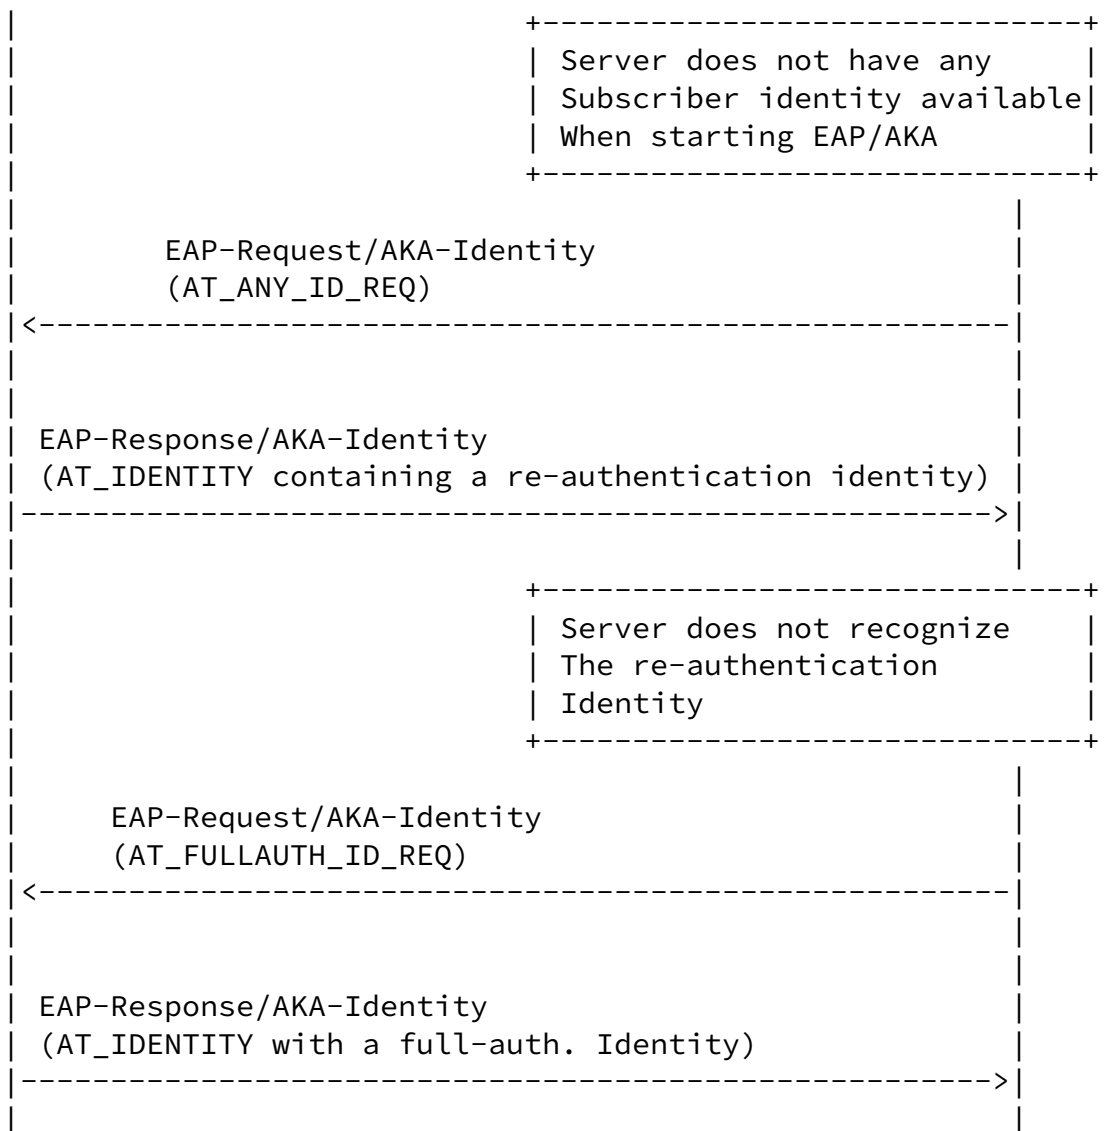 Server does not have any
Subscriber identity available
When starting EAP/AKA
EAP-Request/AKA-Identity
(AT_ANY_ID_REQ)
EAP-Response/AKA-Identity
(AT_IDENTITY containing a re-authentication identity)
Server does not recognize
The re-authentication
Identity
EAP-Request/AKA-Identity
(AT_FULLAUTH_ID_REQ)
EAP-Response/AKA-Identity
(AT_IDENTITY with a full-auth. Identity)